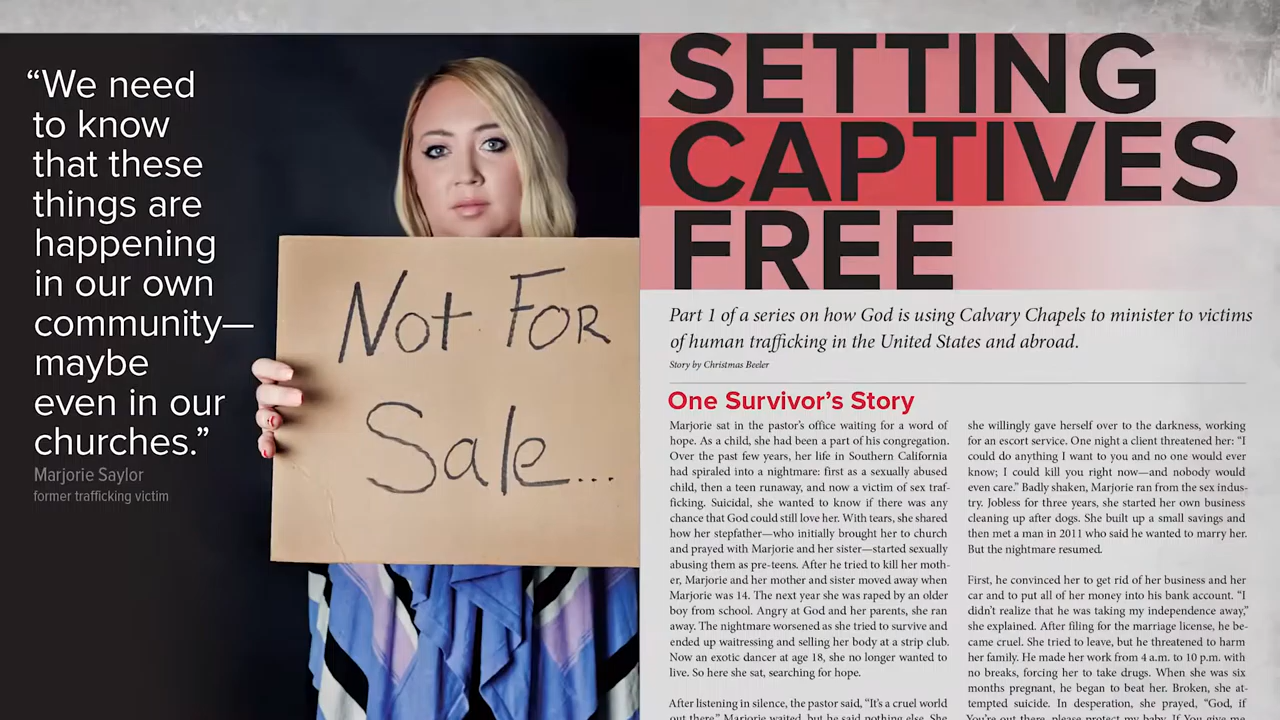 “We need
to know
that these
things are
happening
in our own
community—
maybe
even in our
churches.”
Marjorie Saylor
former trafficking victim
Not For
Sale...
SETTING
CAPTIVES
FREE
Part 1 of a series on how God is using Calvary Chapels to minister to victims
of human trafficking in the United States and abroad.
Story by Christmas Beeler
One Survivor’s Story
Marjorie sat in the pastor’s office waiting for a word of
hope. As a child, she had been a part of his congregation.
Over the past few years, her life in Southern California
had spiraled into a nightmare: first as a sexually abused
child, then a teen runaway, and now a victim of sex traf-
ficking. Suicidal, she wanted to know if there was any
chance that God could still love her. With tears, she shared
how her stepfather—who initially brought her to church
and prayed with Marjorie and her sister—started sexually
abusing them as pre-teens. After he tried to kill her moth-
er, Marjorie and her mother and sister moved away when
Marjorie was 14. The next year she was raped by an older
boy from school. Angry at God and her parents, she ran
away. The nightmare worsened as she tried to survive and
ended up waitressing and selling her body at a strip club.
Now an exotic dancer at age 18, she no longer wanted to
live. So here she sat, searching for hope.
After listening in silence, the pastor said, “It’s a cruel world
out there.” Marjorie waited, but he said nothing else. She
she willingly gave herself over to the darkness, working
for an escort service. One night a client threatened her: “I
could do anything I want to you and no one would ever
know; I could kill you right now—and nobody would
even care.” Badly shaken, Marjorie ran from the sex indus-
try. Jobless for three years, she started her own business
cleaning up after dogs. She built up a small savings and
then met a man in 2011 who said he wanted to marry her.
But the nightmare resumed.
First, he convinced her to get rid of her business and her
car and to put all of her money into his bank account. “I
didn’t realize that he was taking my independence away,”
she explained. After filing for the marriage license, he be-
came cruel. She tried to leave, but he threatened to harm
her family. He made her work from 4 a.m. to 10 p.m. with
no breaks, forcing her to take drugs. When she was six
months pregnant, he began to beat her. Broken, she at-
tempted suicide. In desperation, she prayed, “God, if
You’re out there, please protect my baby. If You give me